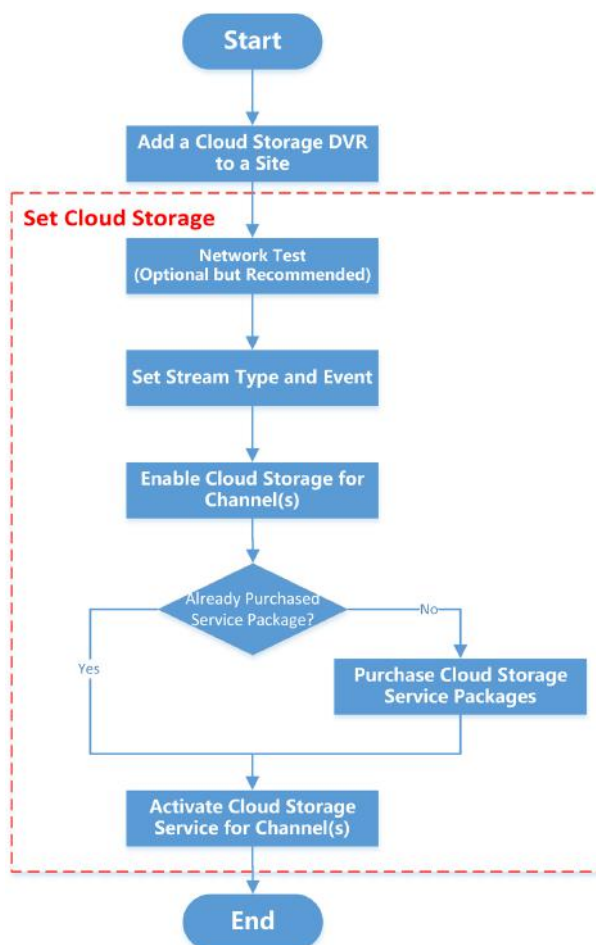 Start
Add a Cloud Storage DVR
to a Site
Set Cloud Storage
Network Test
(Optional but Recommended)
Set Stream Type and Event
Enable Cloud Storage for
Channel(s)
Already Purchased
Service Package?
No
Yes
Purchase Cloud Storage
Service Packages
Activate Cloud Storage
Service for Channel(s)
End